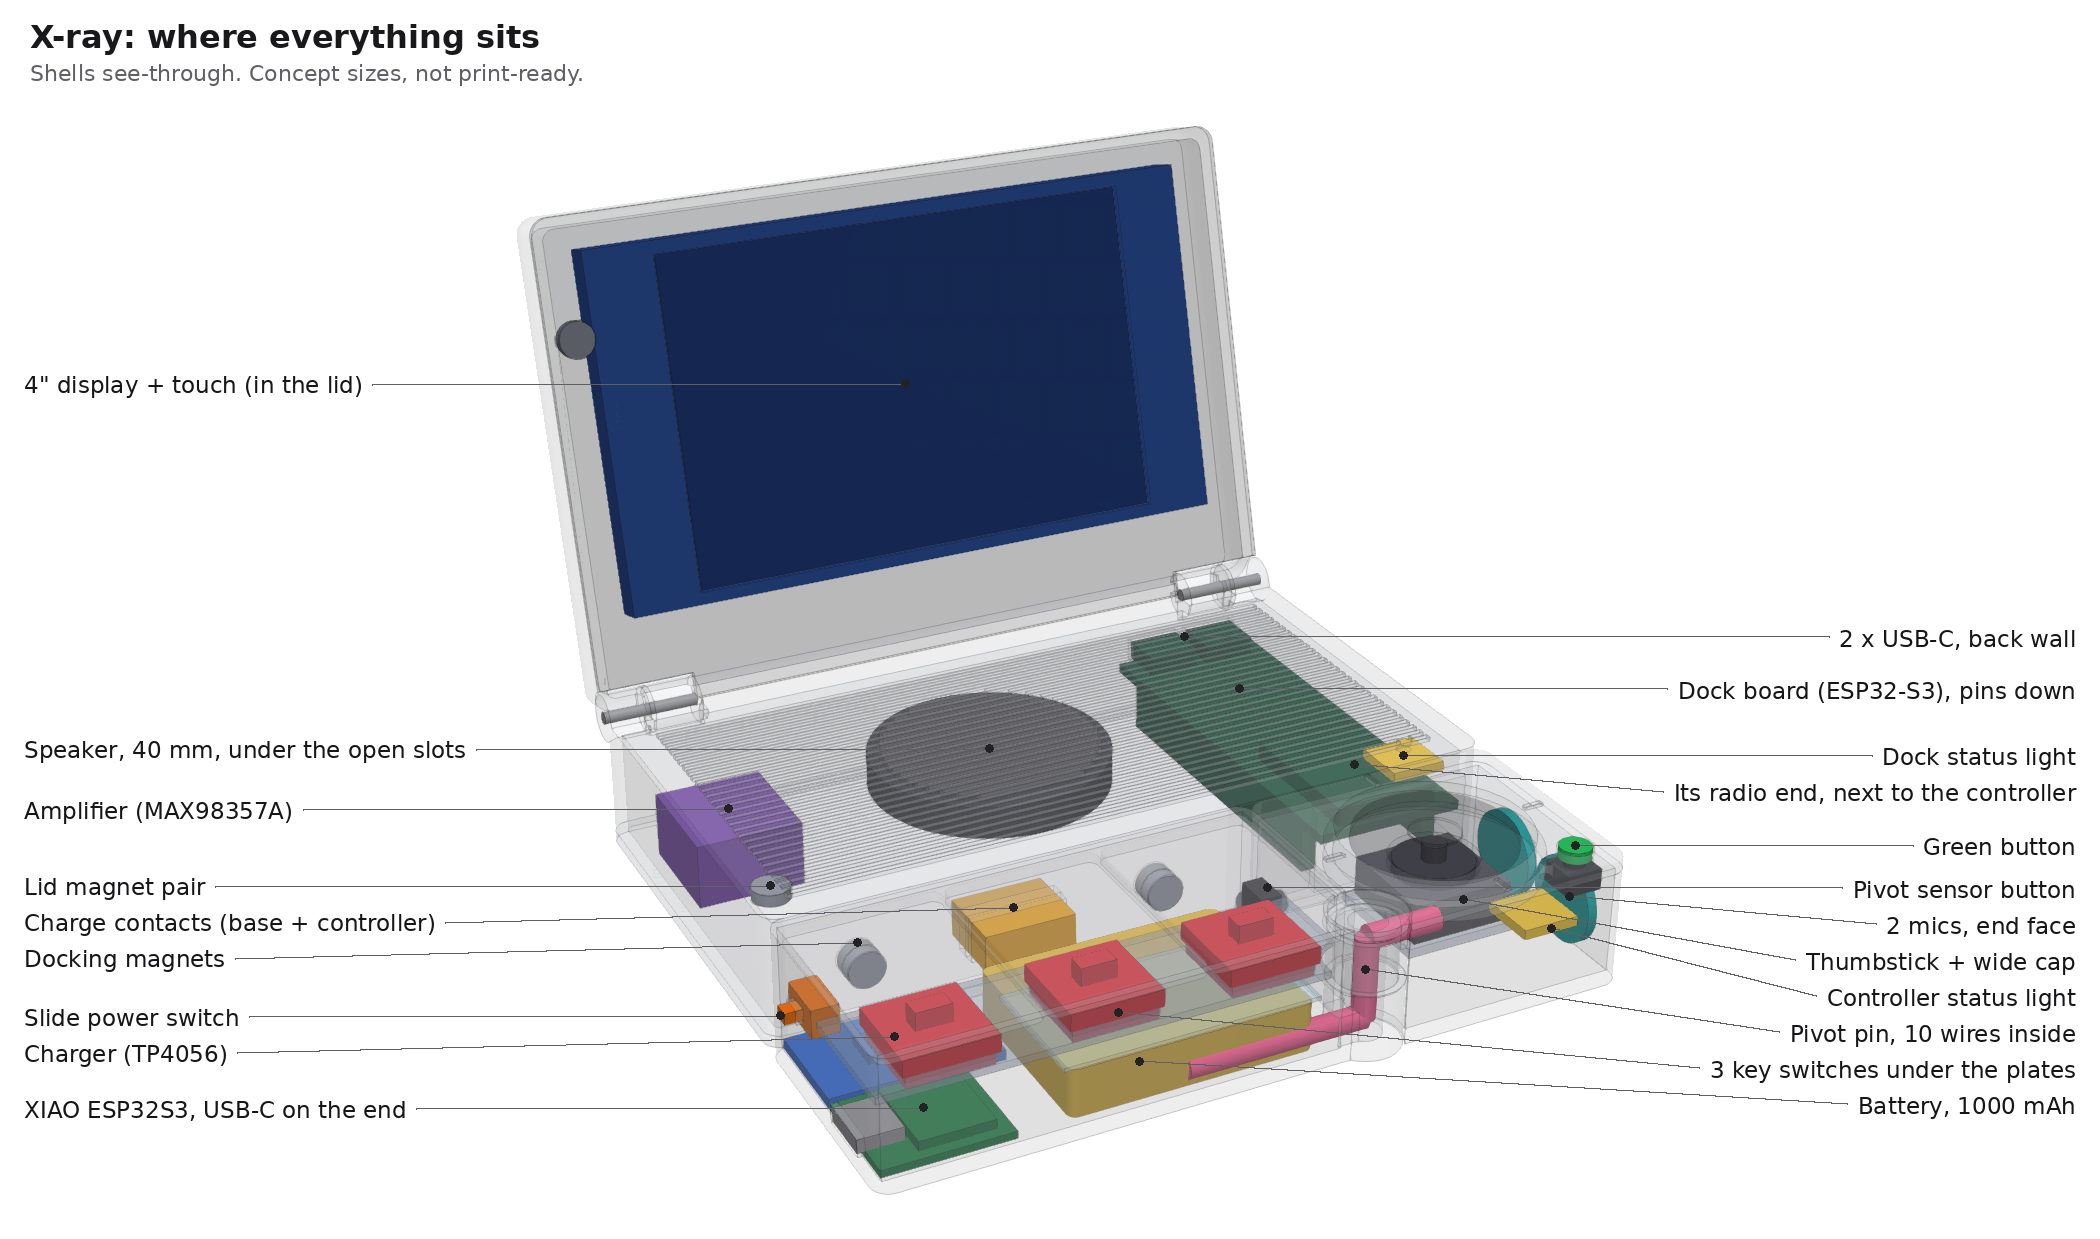 X-ray: where everything sits
Shells see-through. Concept sizes, not print-ready.
4" display + touch (in the lid)
Speaker, 40 mm, under the open slots
Amplifier (MAX98357A)
Lid magnet pair
Charge contacts (base + controller)
Docking magnets
Slide power switch
Charger (TP4056)
XIAO ESP32S3, USB-C on the end
2 x USB-C, back wall
Dock board (ESP32-S3), pins down
Dock status light
Its radio end, next to the controller
Green button
Pivot sensor button
2 mics, end face
Thumbstick + wide cap
Controller status light
Pivot pin, 10 wires inside
3 key switches under the plates
Battery, 1000 mAh